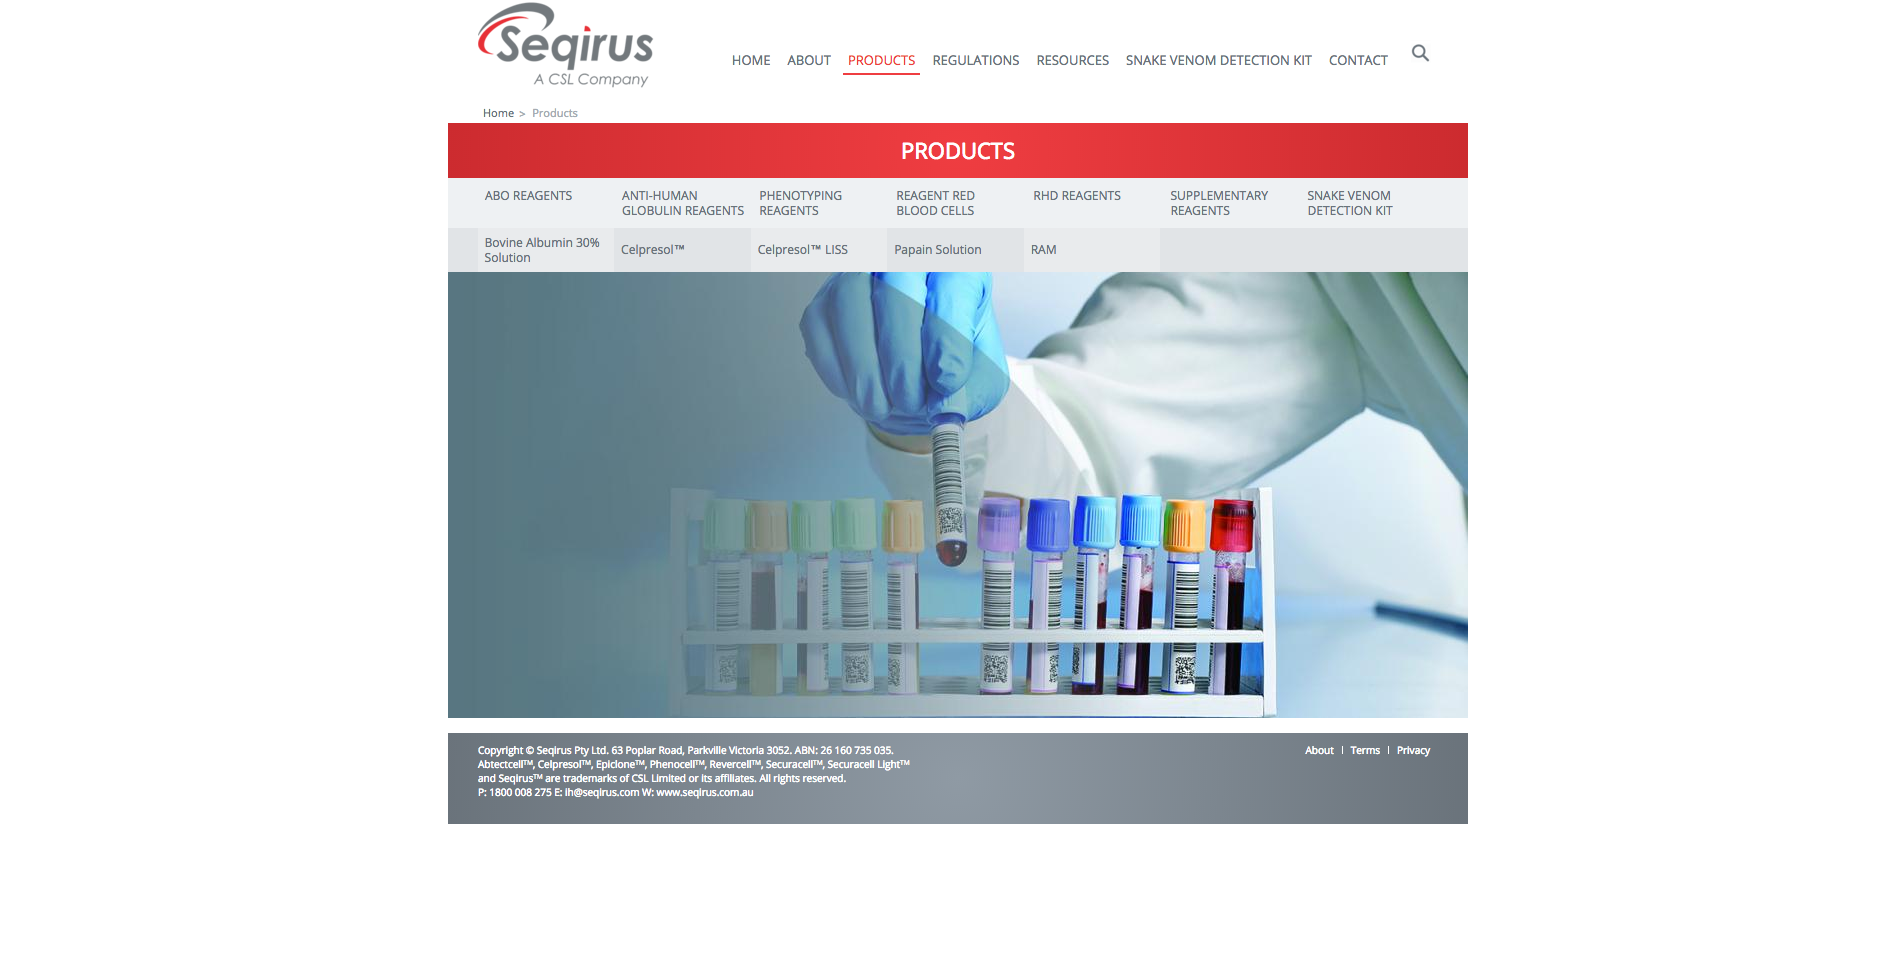 Seqirus
A CSL Company
HOME ABOUT PRODUCTS REGULATIONS RESOURCES SNAKE VENOM DETECTION KIT CONTACT
Home > Products
PRODUCTS
ABO REAGENTS
ANTI-HUMAN
GLOBULIN REAGENTS
PHENOTYPING
REAGENTS
REAGENT RED
BLOOD CELLS
RHD REAGENTS
SUPPLEMENTARY
REAGENTS
SNAKE VENOM
DETECTION KIT
Bovine Albumin 30%
Solution
Celpresol™
Celpresol™ LISS
Papain Solution
RAM
Copyright © Seqirus Pty Ltd. 63 Poplar Road, Parkville Victoria 3052. ABN: 26 160 735 035.
Abtectcell™, Celpresol™, Epiclone™, Phenocell™, Revercell™, Securacell™, Securacell Light™
and Seqirus™ are trademarks of CSL Limited or its affiliates. All rights reserved.
P: 1800 008 275 E: ih@seqirus.com W: www.seqirus.com.au
About | Terms | Privacy